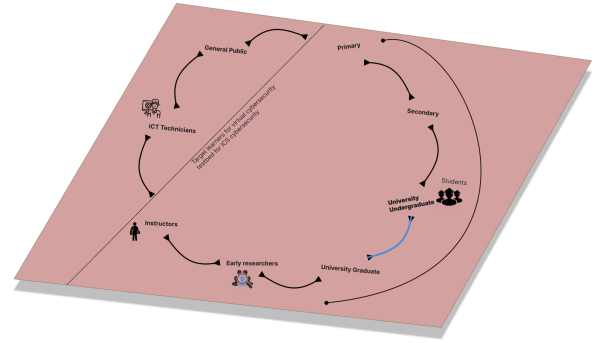 General Public
Primary
Secondary
ICT Technicians
Target learners for virtual cybersecurity
testbed for ICS cybersecurity
Students
University
Undergraduate
Instructors
Early researchers
University Graduate